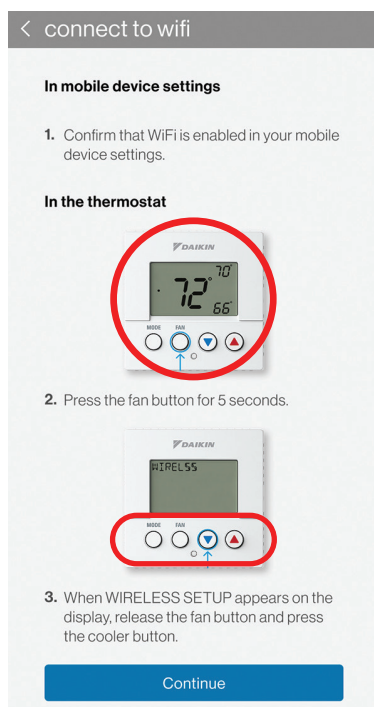 < connect to wifi
In mobile device settings
1. Confirm that WiFi is enabled in your mobile
device settings.
In the thermostat
DAIKIN
70°
72°
66°
MODE FAN
2. Press the fan button for 5 seconds.
DAIKIN
WIRELSS
MODE FAN
3. When WIRELESS SETUP appears on the
display, release the fan button and press
the cooler button.
Continue